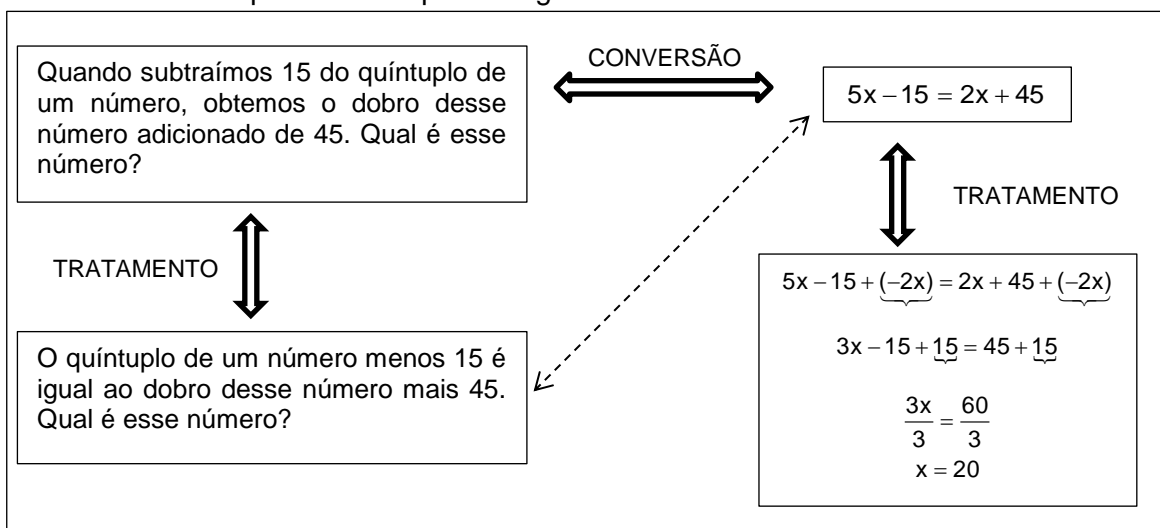 Quando subtraímos 15 do quíntuplo de
um número, obtemos o dobro desse
número adicionado de 45. Qual é esse
número?
CONVERSÃO
5x − 15 = 2x + 45
TRATAMENTO
TRATAMENTO
O quíntuplo de um número menos 15 é
igual ao dobro desse número mais 45.
Qual é esse número?
5x − 15 + (−2x) = 2x + 45 + (−2x)
3x − 15 + 15 = 45 + 15
3x/3 = 60/3
x = 20